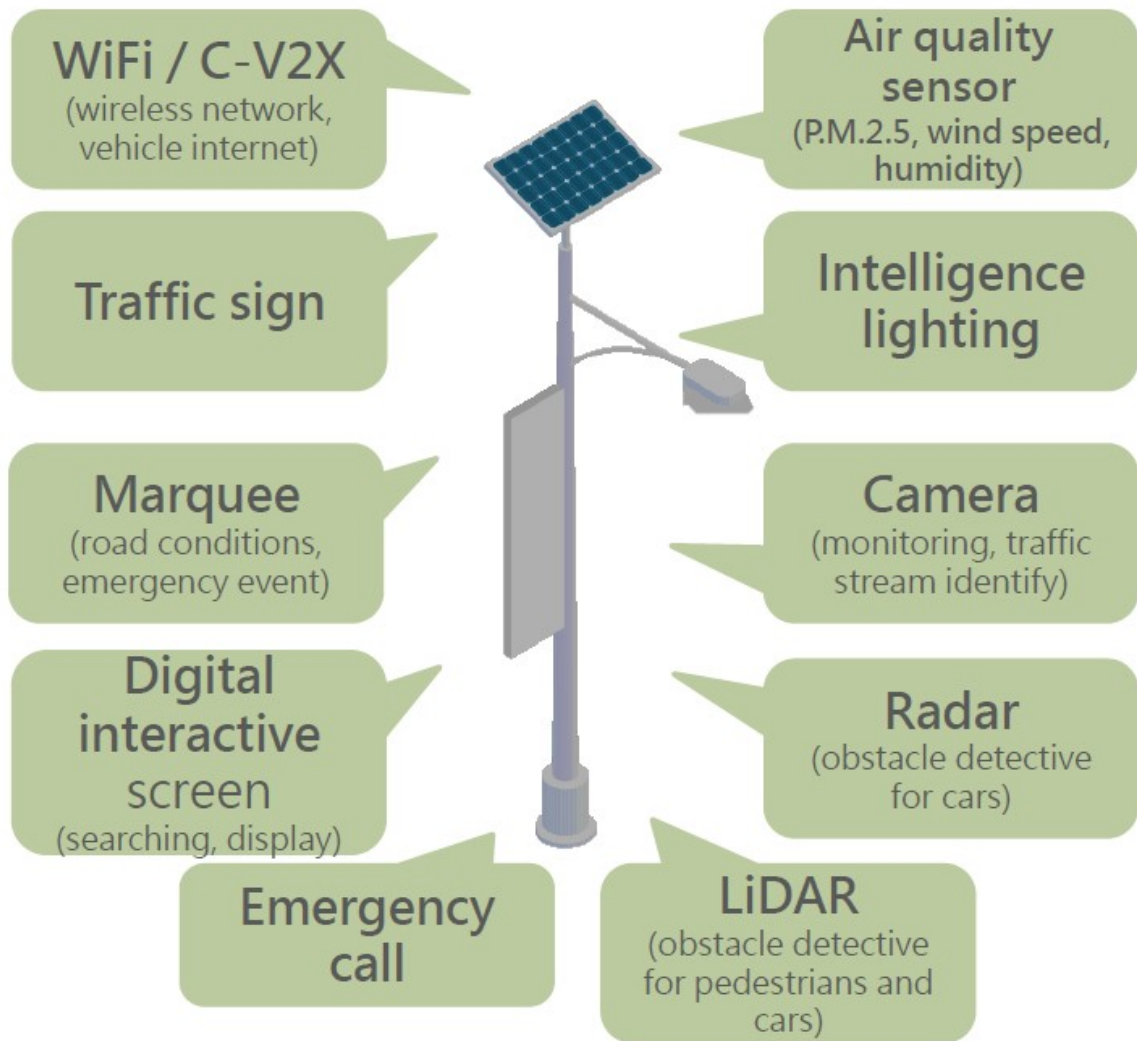 WiFi / C-V2X
(wireless network,
vehicle internet)
Air quality
sensor
(P.M.2.5, wind speed,
humidity)
Traffic sign
Intelligence
lighting
Marquee
(road conditions,
emergency event)
Camera
(monitoring, traffic
stream identify)
Digital
interactive
screen
(searching, display)
Radar
(obstacle detective
for cars)
Emergency
call
LiDAR
(obstacle detective
for pedestrians and
cars)